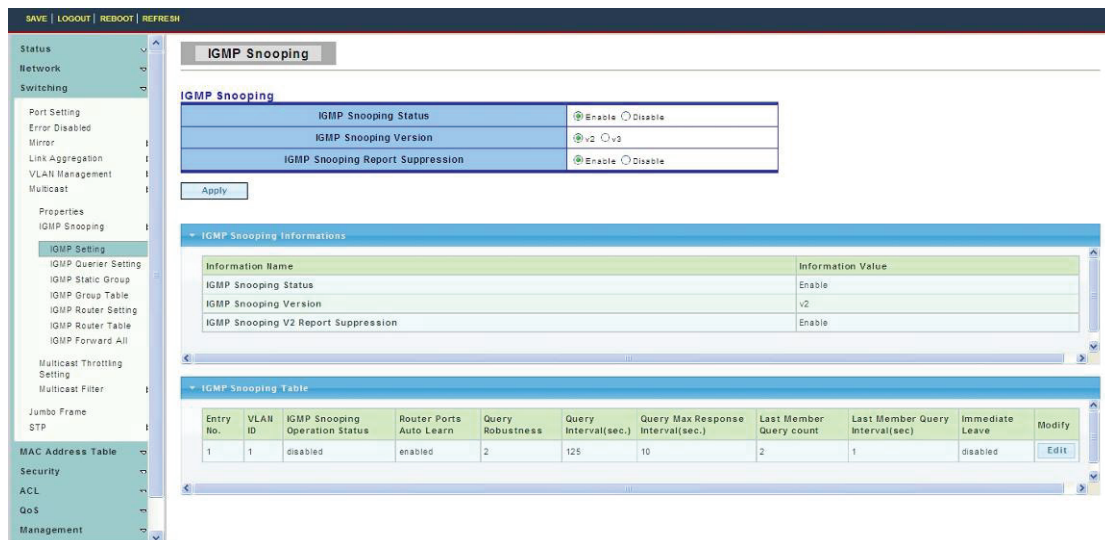 SAVE | LOGOUT | REBOOT | REFRESH
Status
Network
Switching
Port Setting
Error Disabled
Mirror
Link Aggregation
VLAN Management
Multicast
Properties
IGMP Snooping
IGMP Setting
IGMP Querier Setting
IGMP Static Group
IGMP Group Table
IGMP Router Setting
IGMP Router Table
IGMP Forward All
Multicast Throttling
Setting
Multicast Filter
Jumbo Frame
STP
MAC Address Table
Security
ACL
QoS
Management
IGMP Snooping
IGMP Snooping
IGMP Snooping Status Enable Disable
IGMP Snooping Version v2 v3
IGMP Snooping Report Suppression Enable Disable
Apply
IGMP Snooping Informations
Information Name Information Value
IGMP Snooping Status Enable
IGMP Snooping Version v2
IGMP Snooping V2 Report Suppression Enable
IGMP Snooping Table
Entry No. VLAN ID IGMP Snooping Operation Status Router Ports Auto Learn Query Robustness Query Interval(sec.) Query Max Response Interval(sec.) Last Member Query count Last Member Query Interval(sec) Immediate Leave Modify
1 1 disabled enabled 2 125 10 2 1 disabled Edit